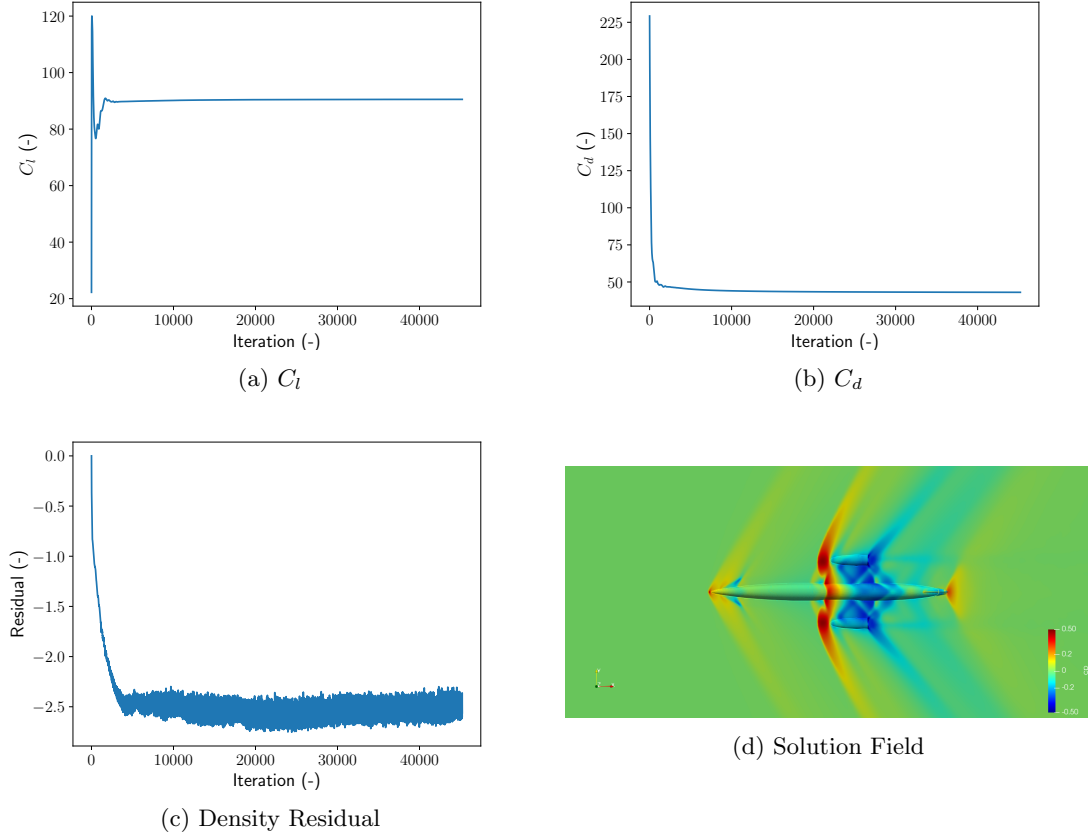 120
100
80
60
40
20
C_l (-)
0 10000 20000 30000 40000
Iteration (-)
(a) C_l
225
200
175
150
125
100
75
50
C_d (-)
0 10000 20000 30000 40000
Iteration (-)
(b) C_d
0.0
−0.5
−1.0
−1.5
−2.0
−2.5
Residual (-)
0 10000 20000 30000 40000
Iteration (-)
(c) Density Residual
0.50
0.2
0
-0.2
-0.50
(d) Solution Field